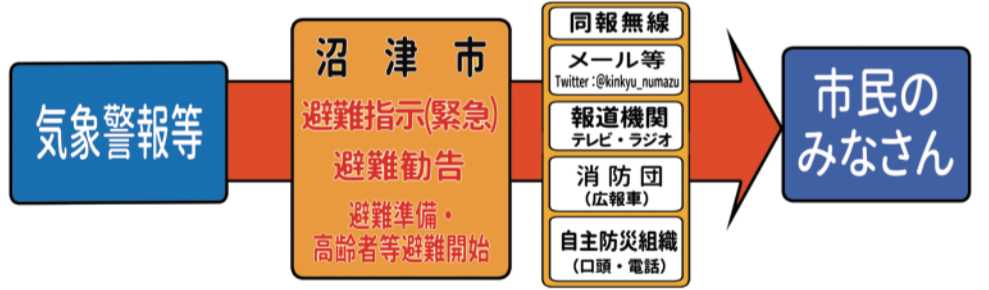 気象警報等
沼津市
避難指示(緊急)
避難勧告
避難準備・
高齢者等避難開始
同報無線
メール等
Twitter:@kinkyu_numazu
報道機関
テレビ・ラジオ
消防団
(広報車)
自主防災組織
(口頭・電話)
市民の
みなさん